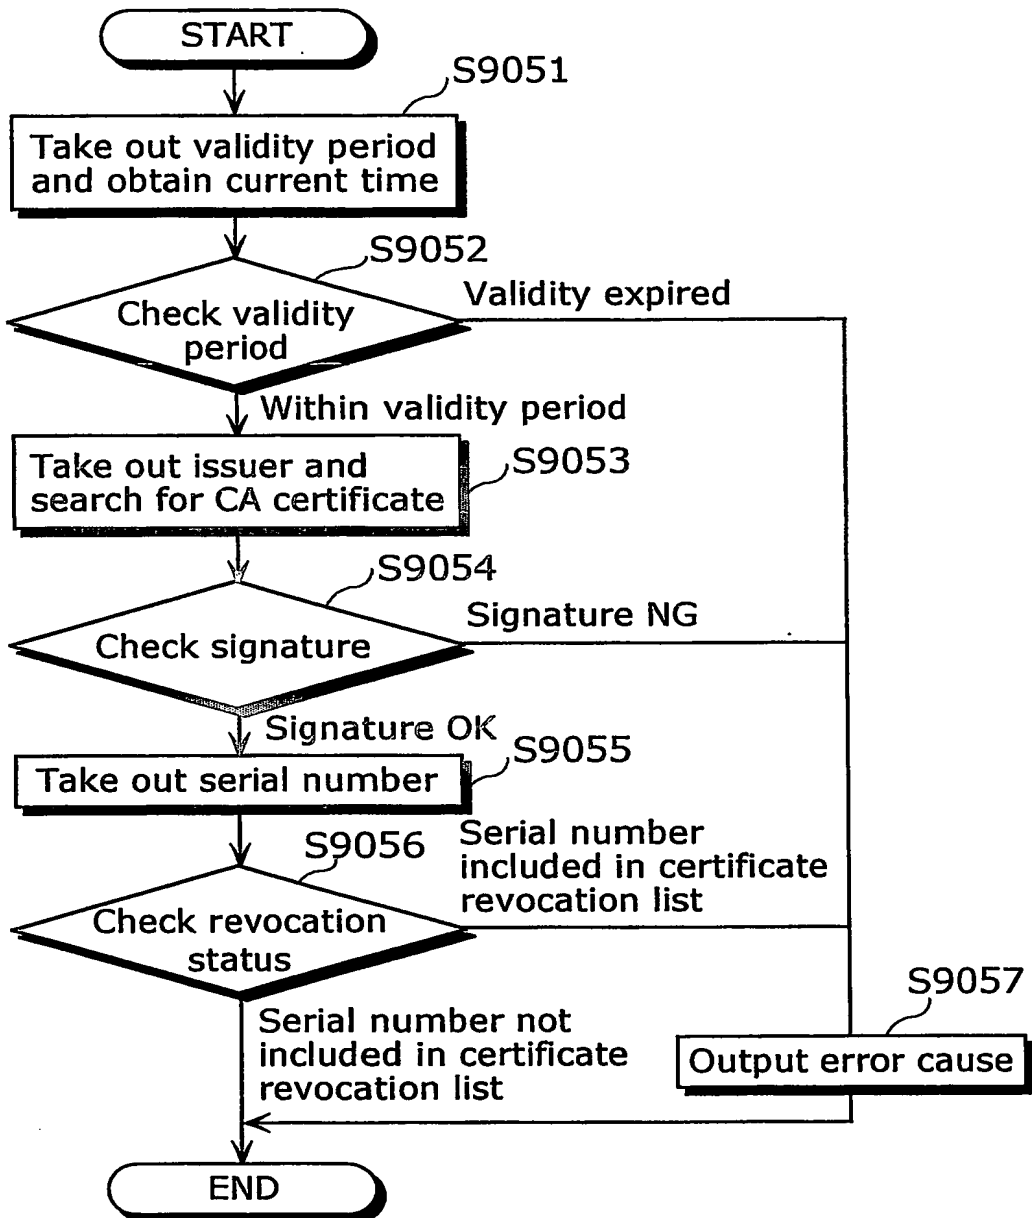 START
S9051
Take out validity period
and obtain current time
S9052
Check validity
period
Validity expired
Within validity period
Take out issuer and
search for CA certificate
S9053
S9054
Check signature
Signature NG
Signature OK
S9055
Take out serial number
S9056
Serial number
included in certificate
revocation list
Check revocation
status
S9057
Serial number not
included in certificate
revocation list
Output error cause
END